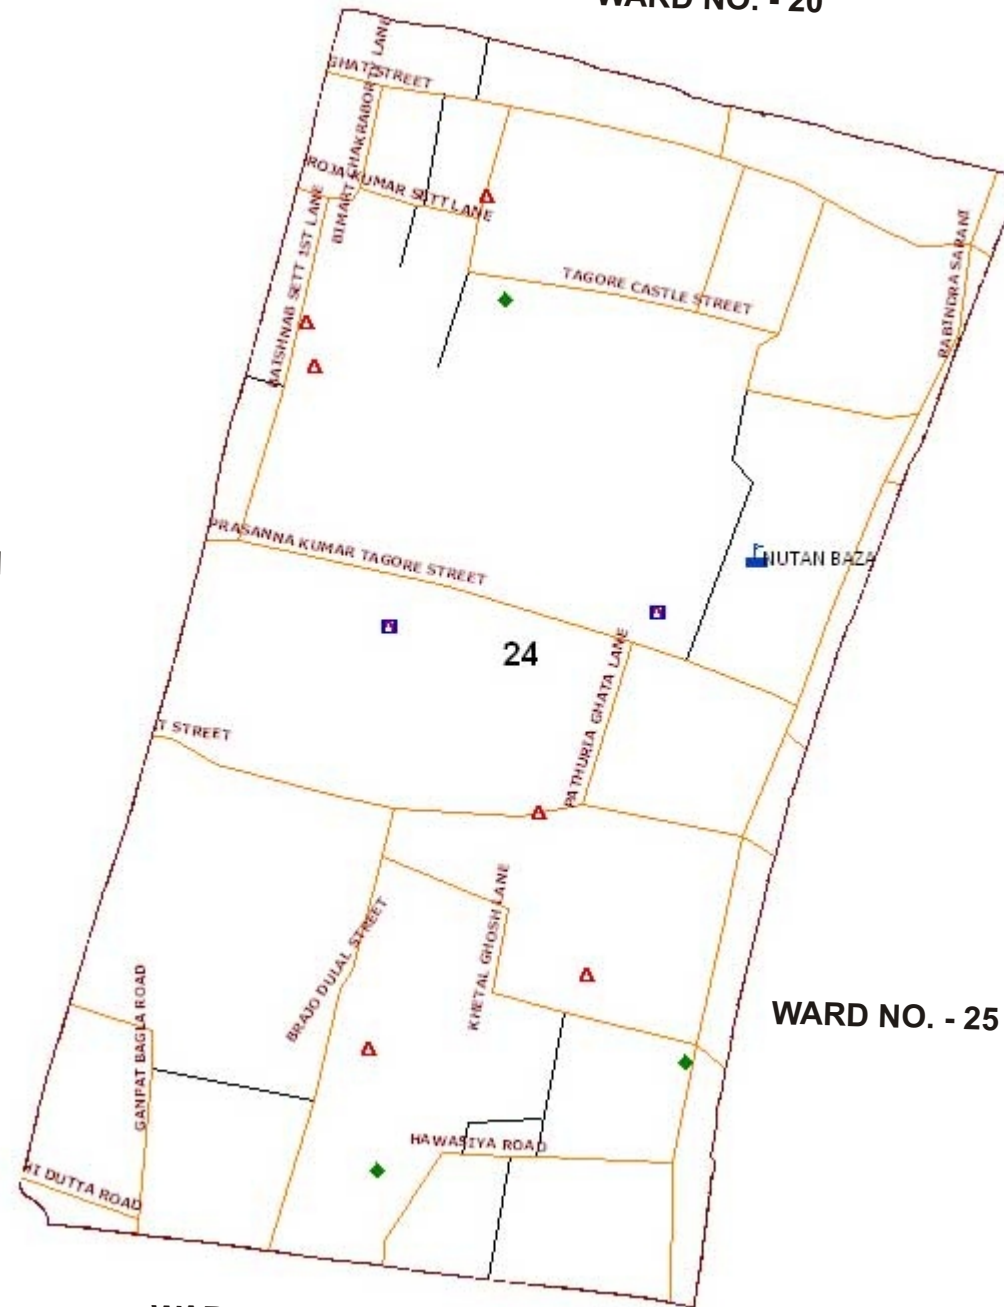 WARD NO. - 20
GHAT STREET
BIMART CHAKRABORTY LANE
ROJA KUMAR SETT LANE
BAISHNAB SETT 1ST LANE
TAGORE CASTLE STREET
RABINDRA SARANI
PRASANNA KUMAR TAGORE STREET
NUTAN BAZA
24
PATHURIA GHATA LANE
T STREET
KHETAL GHOSH LANE
BRAJO DULAL STREET
GANPAT BAGLA ROAD
WARD NO. - 25
HAWASIYA ROAD
HI DUTTA ROAD